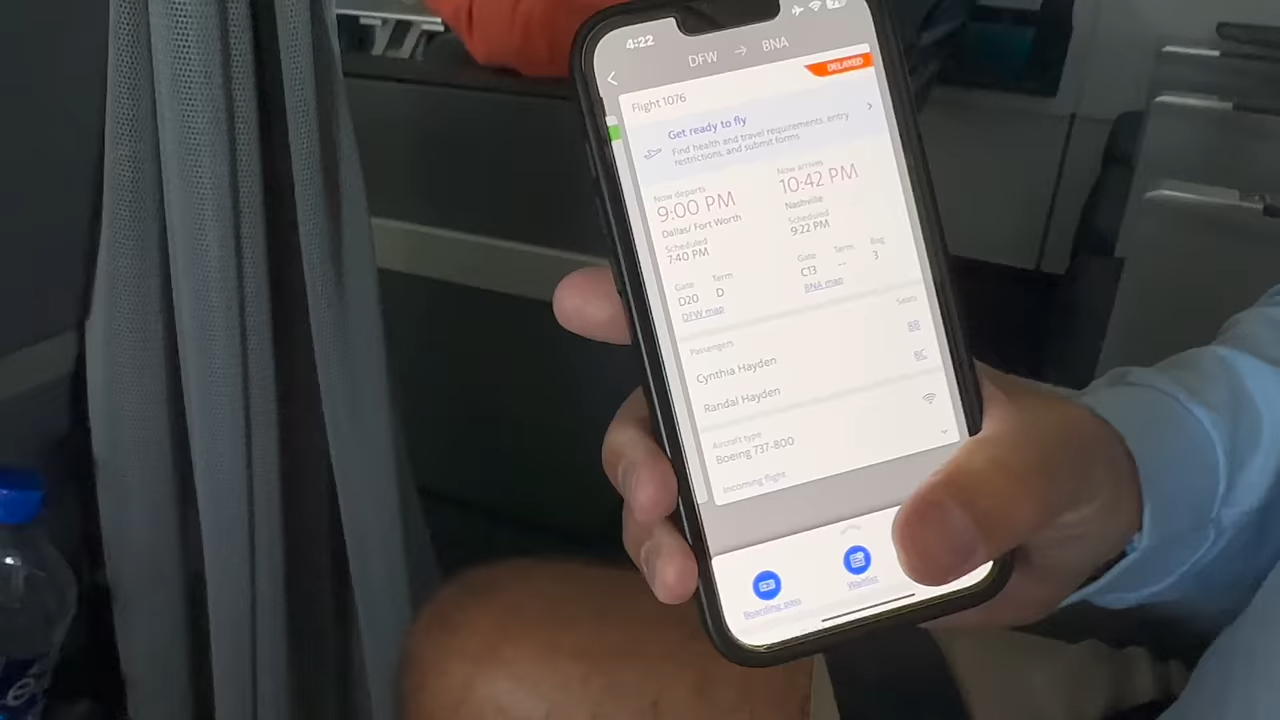 4:22
DFW → BNA
DELAYED
Flight 1076
Get ready to fly
Find health and travel requirements, entry
restrictions, and submit forms
Now departs
9:00 PM
Dallas/ Fort Worth
Scheduled
7:40 PM
Now arrives
10:42 PM
Nashville
Scheduled
9:22 PM
Gate Term
D20 D
DFW map
Gate Term Bag
C13 -- 3
BNA map
Passengers Seats
Cynthia Hayden
Randal Hayden
Aircraft type
Boeing 737-800
Incoming flight
Boarding pass
Waitlist